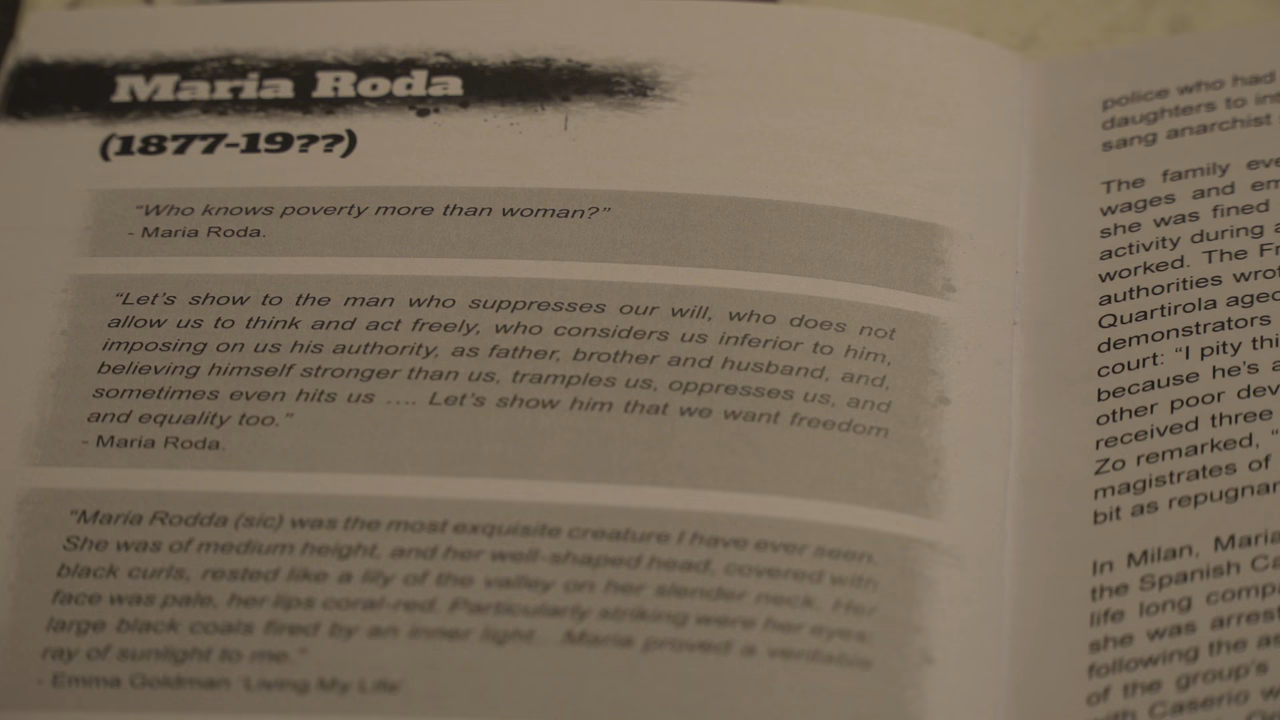 Maria Roda
(1877-19??)
“Who knows poverty more than woman?”
- Maria Roda.
“Let’s show to the man who suppresses our will, who does not
allow us to think and act freely, who considers us inferior to him,
imposing on us his authority, as father, brother and husband, and,
believing himself stronger than us, tramples us, oppresses us, and
sometimes even hits us .... Let’s show him that we want freedom
and equality too.”
- Maria Roda.
“Maria Rodda (sic) was the most exquisite creature I have ever seen.
She was of medium height, and her well-shaped head, covered with
black curls, rested like a lily of the valley on her slender neck. Her
face was pale, her lips coral-red. Particularly striking were her eyes:
large black coals fired by an inner light... Maria proved a veritable
ray of sunlight to me.”
- Emma Goldman ‘Living My Life’
police who had
daughters to
sang anarchist
The family
wages and
she was fined
activity during
worked. The
authorities
Quartirola aged
demonstrators
court: “I pity
because he’s
other poor
received three
Zo remarked, “
magistrates of
bit as
In Milan, Maria
the Spanish
life long
she was
following the
of the group’s
with Caserio